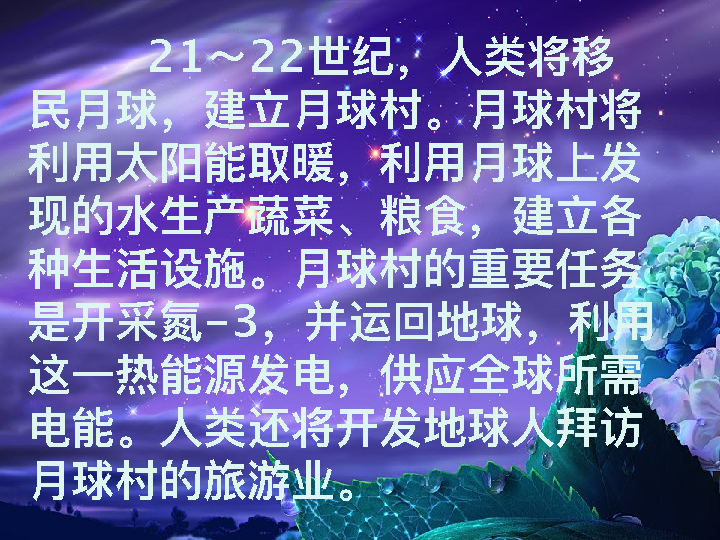 21～22世纪，人类将移
民月球，建立月球村。月球村将
利用太阳能取暖，利用月球上发
现的水生产蔬菜、粮食，建立各
种生活设施。月球村的重要任务
是开采氮-3，并运回地球，利用
这一热能源发电，供应全球所需
电能。人类还将开发地球人拜访
月球村的旅游业。